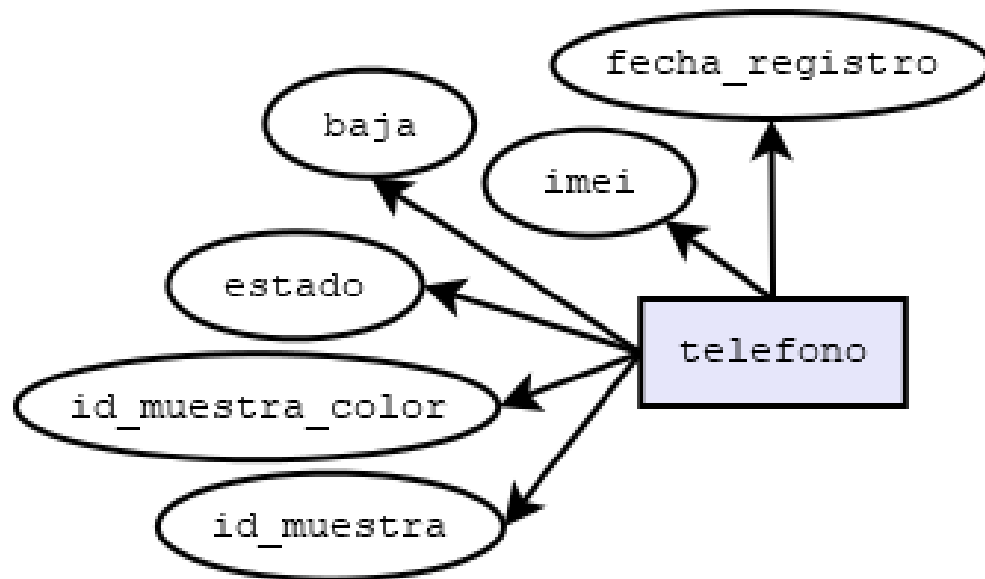 fecha_registro
baja
imei
estado
telefono
id_muestra_color
id_muestra